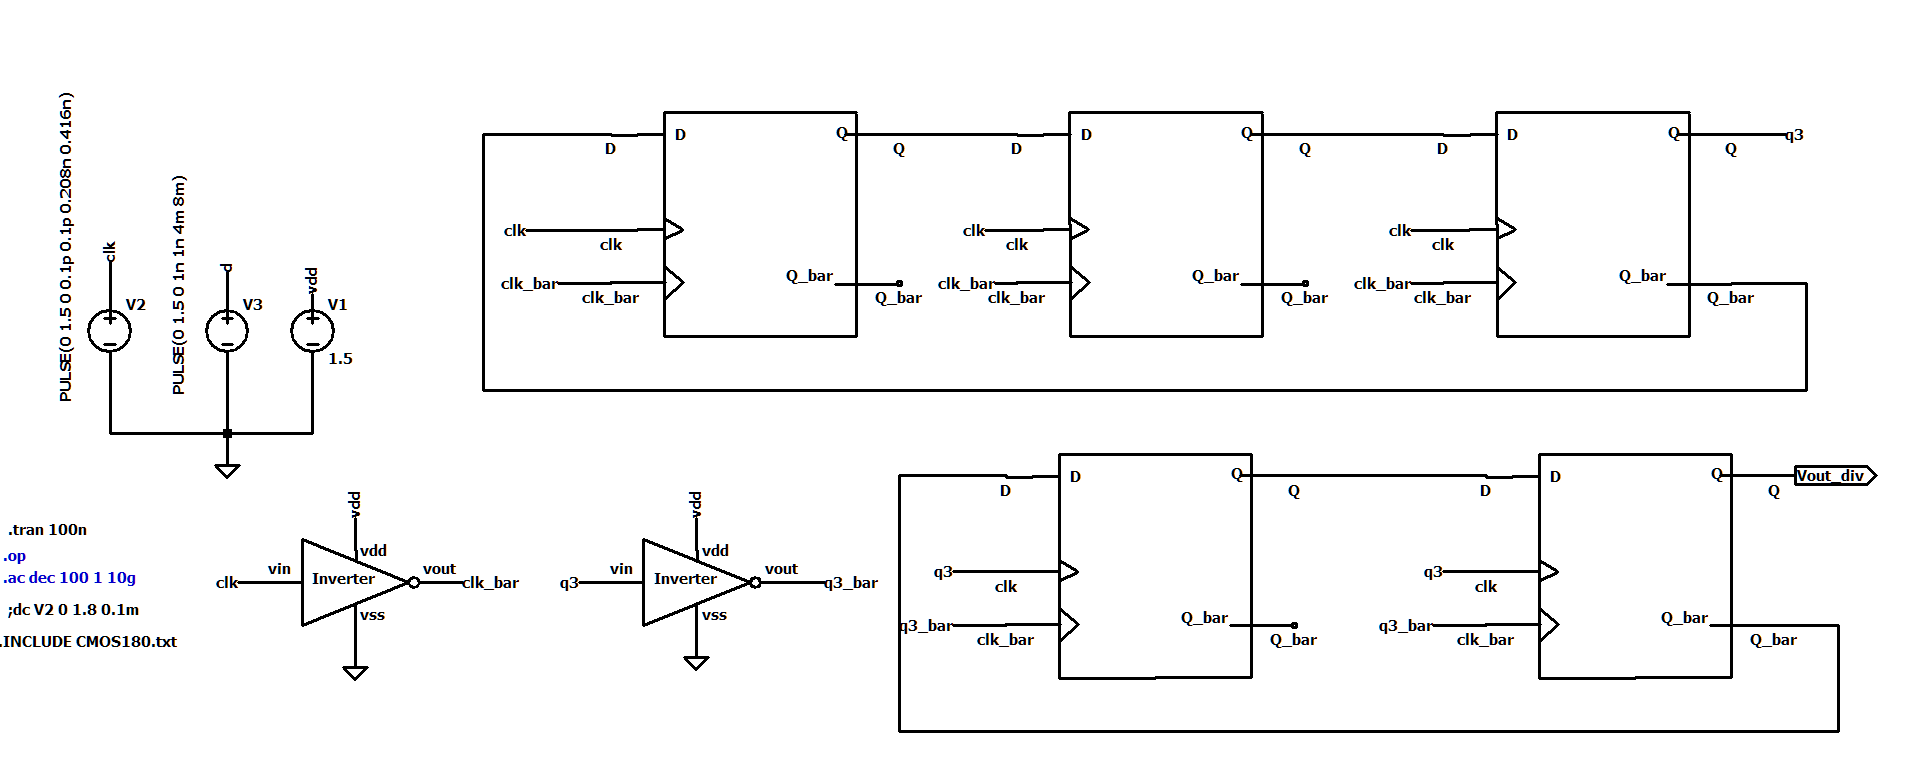 PULSE(0 1.5 0 0.1p 0.1p 0.208n 0.416n)
clk
V2
PULSE(0 1.5 0 1n 1n 4m 8m)
d
V3
vdd
V1
1.5
D
D
clk
clk
clk_bar
clk_bar
Q
Q
Q_bar
Q_bar
D
D
clk
clk
clk_bar
clk_bar
Q
Q
Q_bar
Q_bar
D
D
clk
clk
clk_bar
clk_bar
Q
Q
q3
Q_bar
Q_bar
.tran 100n
.op
.ac dec 100 1 10g
;dc V2 0 1.8 0.1m
.INCLUDE CMOS180.txt
vdd
vdd
clk
vin
Inverter
vout
clk_bar
vss
vdd
vdd
q3
vin
Inverter
vout
q3_bar
vss
D
D
q3
clk
q3_bar
clk_bar
Q
Q
Q_bar
Q_bar
D
D
q3
clk
q3_bar
clk_bar
Q
Q
Vout_div
Q_bar
Q_bar